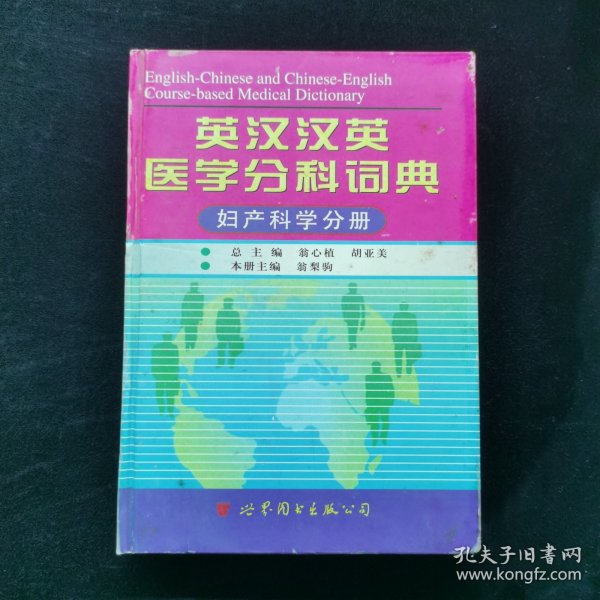 English-Chinese and Chinese-English
Course-based Medical Dictionary
英汉汉英
医学分科词典
妇产科学分册
总主编 翁心植 胡亚美
本册主编 翁梨驹
世界图书出版公司
孔夫子旧书网
www.kongfz.com